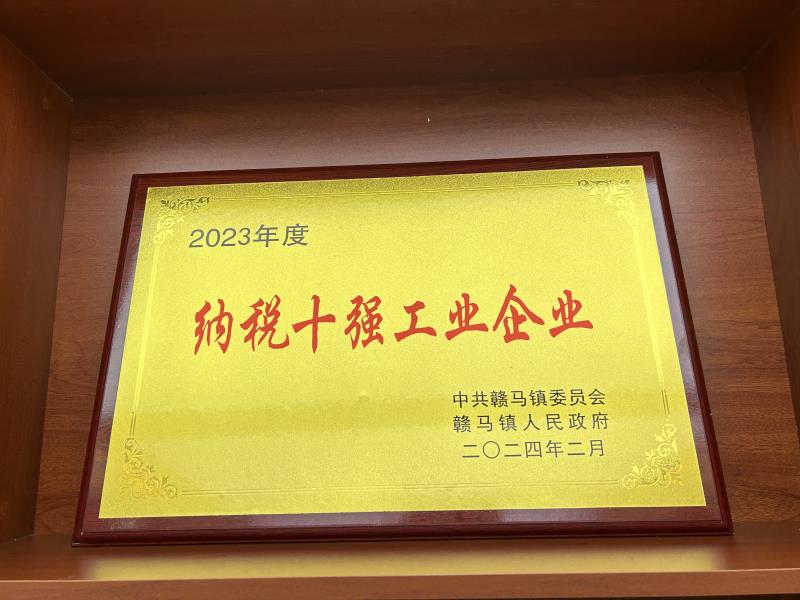 2023年度
纳税十强工业企业
中共赣马镇委员会
赣马镇人民政府
二〇二四年二月